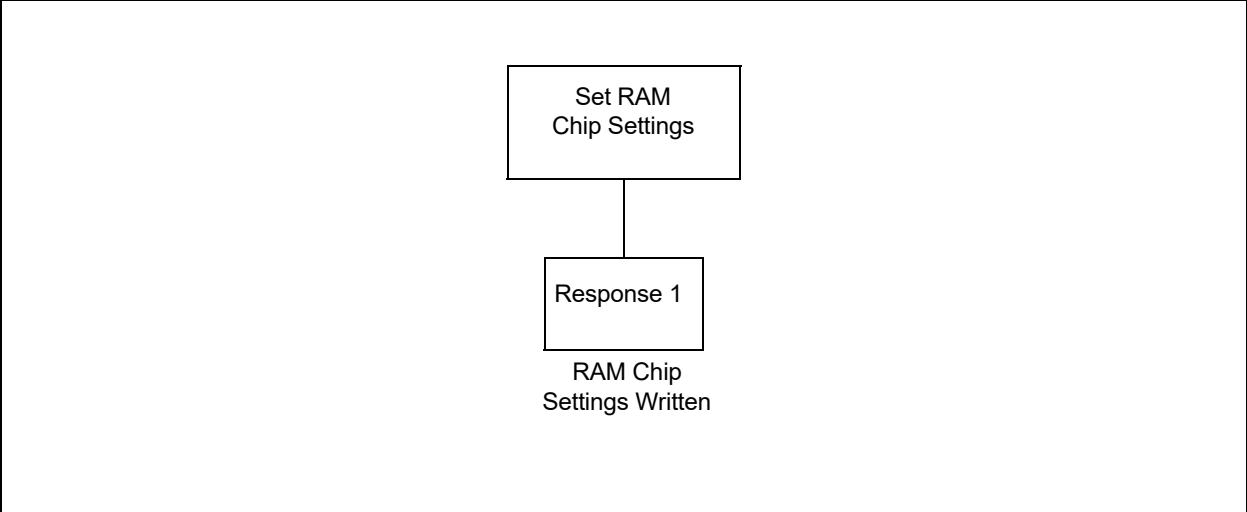 Set RAM
Chip Settings
Response 1
RAM Chip
Settings Written